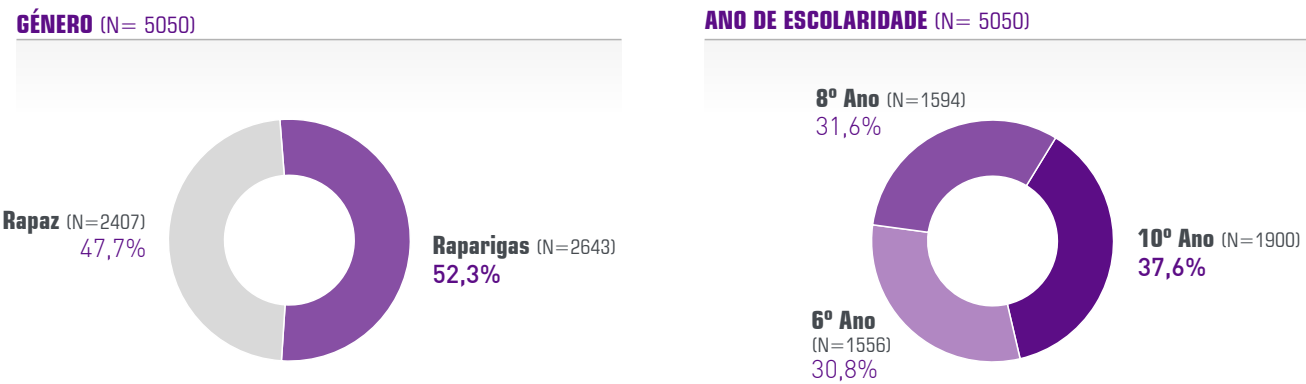 GÉNERO (N= 5050)
Rapaz (N=2407)
47,7%
Raparigas (N=2643)
52,3%
ANO DE ESCOLARIDADE (N= 5050)
8º Ano (N=1594)
31,6%
10º Ano (N=1900)
37,6%
6º Ano
(N=1556)
30,8%